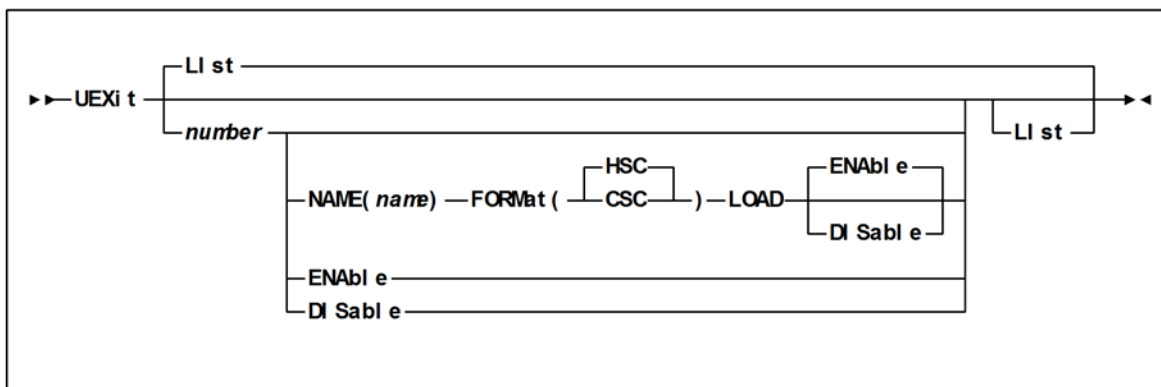 LIst
UEXit
number LIst
HSC ENAble
NAME(name) FORMat( CSC ) LOAD
DISable
ENAble
DISable